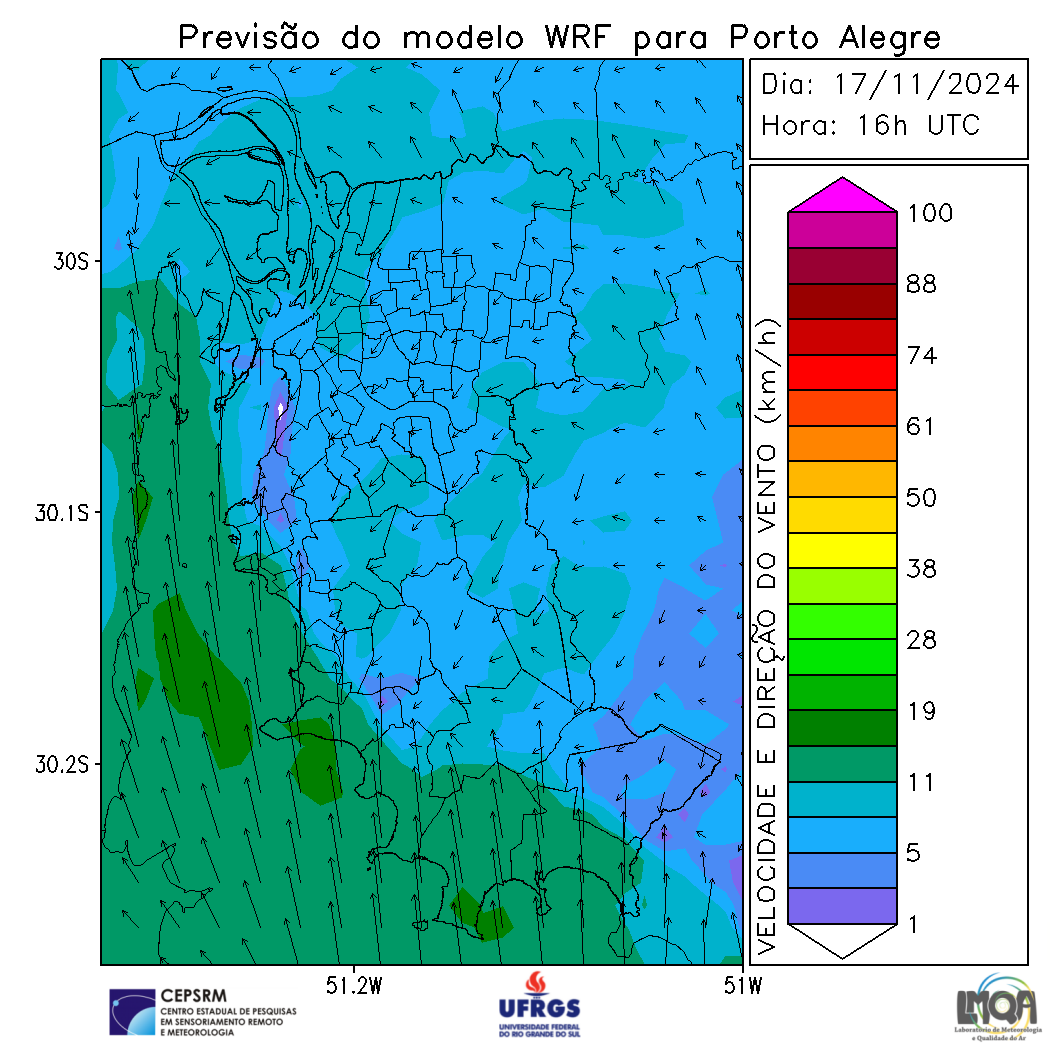 Previsão do modelo WRF para Porto Alegre
Dia: 17/11/2024
Hora: 16h UTC
30S
30.1S
30.2S
51.2W
51W
VELOCIDADE E DIREÇÃO DO VENTO (km/h)
100
88
74
61
50
38
28
19
11
5
1
CEPSRM
CENTRO ESTADUAL DE PESQUISAS
EM SENSORIAMENTO REMOTO
E METEOROLOGIA
UFRGS
UNIVERSIDADE FEDERAL
DO RIO GRANDE DO SUL
LMQA
Laboratório de Meteorologia
e Qualidade do Ar